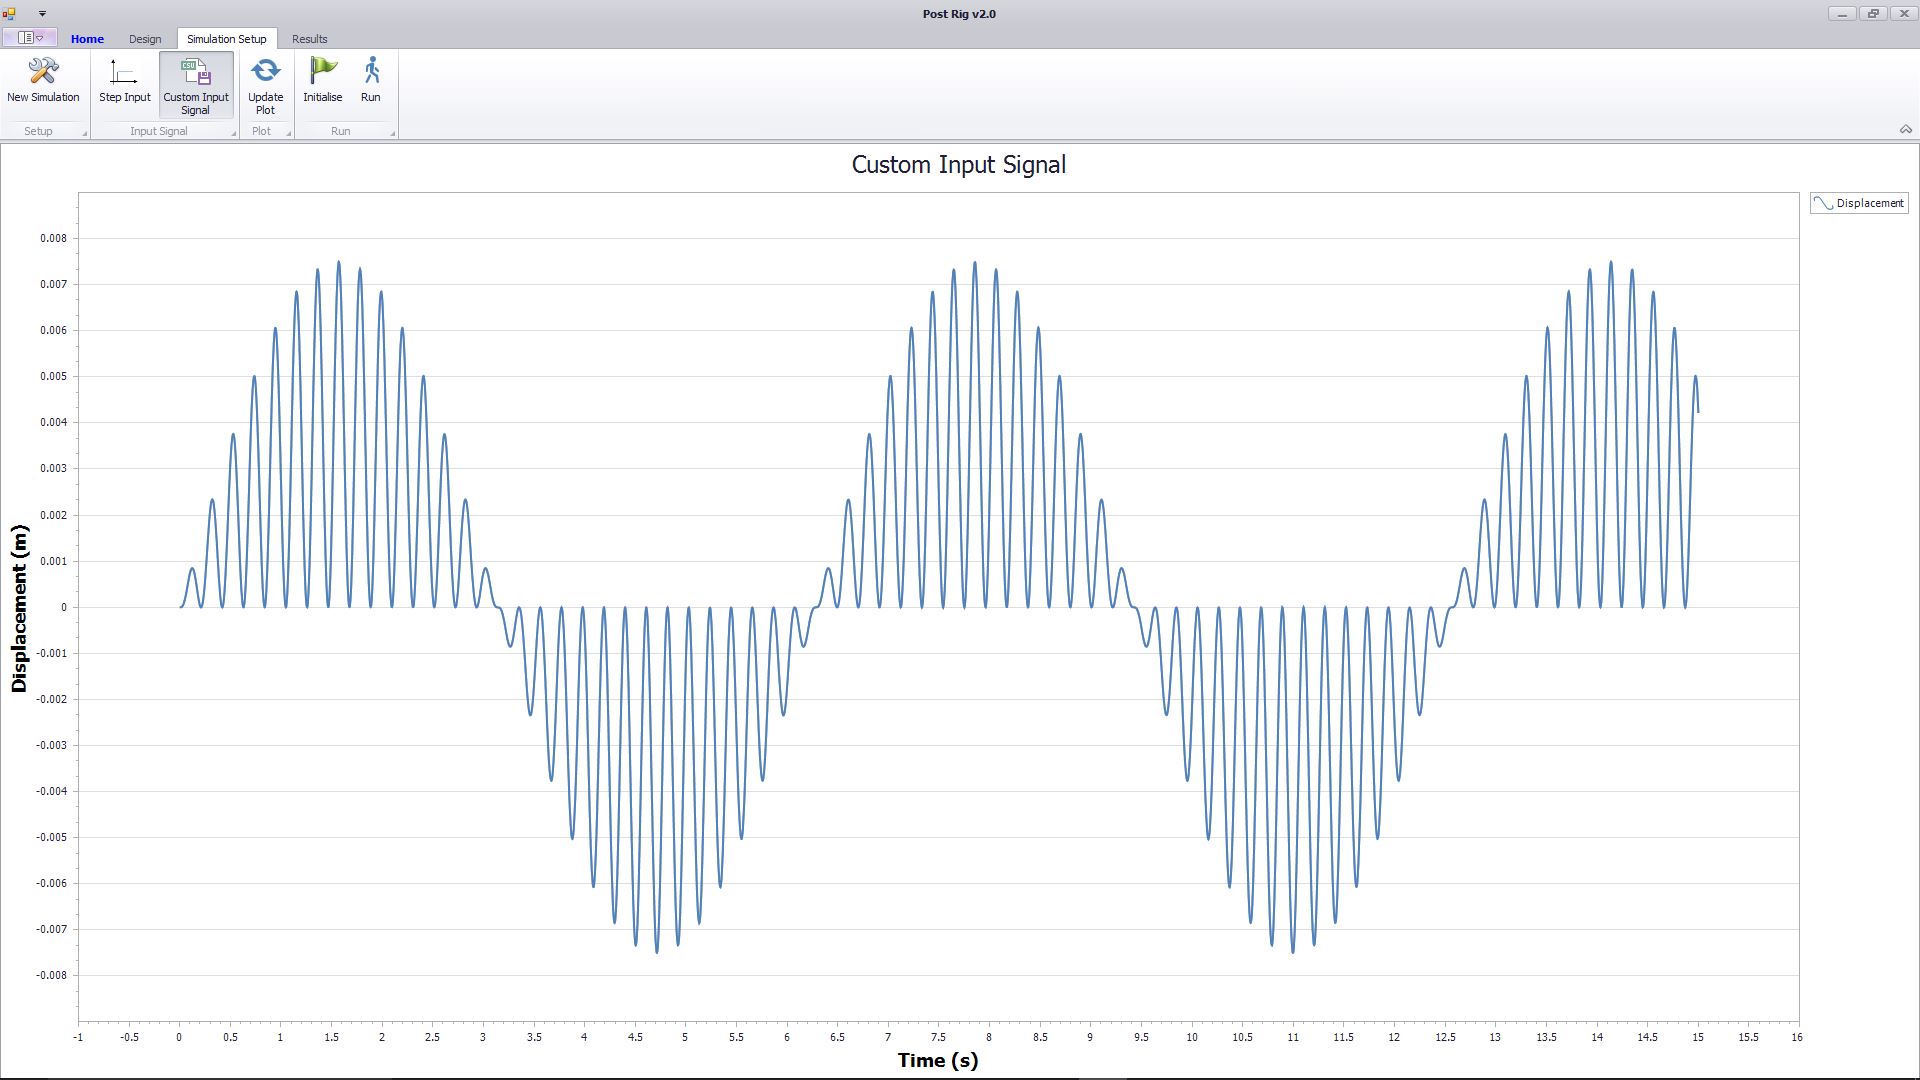 Post Rig v2.0
Home Design Simulation Setup Results
New Simulation Step Input Custom Input Signal Update Plot Initialise Run
Setup Input Signal Plot Run
Custom Input Signal
Displacement
0.008
0.007
0.006
0.005
0.004
0.003
0.002
0.001
0
-0.001
-0.002
-0.003
-0.004
-0.005
-0.006
-0.007
-0.008
Displacement (m)
-1 -0.5 0 0.5 1 1.5 2 2.5 3 3.5 4 4.5 5 5.5 6 6.5 7 7.5 8 8.5 9 9.5 10 10.5 11 11.5 12 12.5 13 13.5 14 14.5 15 15.5 16
Time (s)